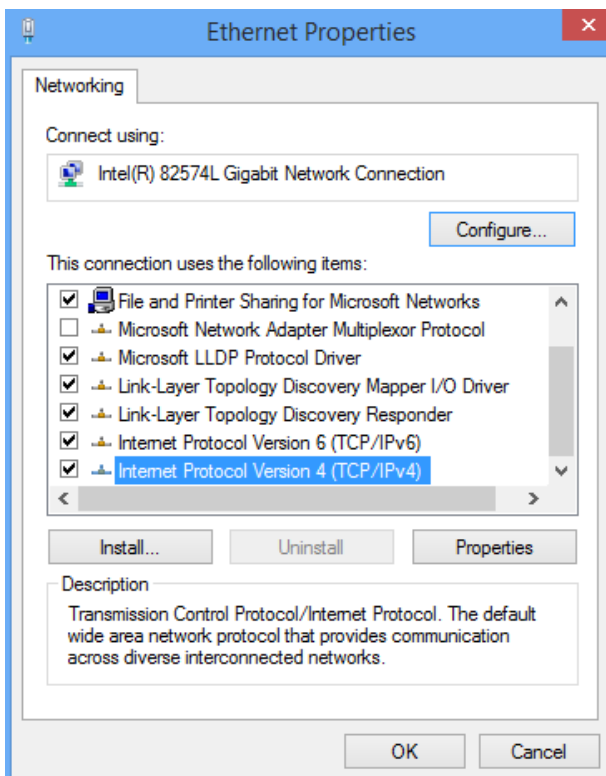 Ethernet Properties
Networking
Connect using:
Intel(R) 82574L Gigabit Network Connection
Configure...
This connection uses the following items:
File and Printer Sharing for Microsoft Networks
Microsoft Network Adapter Multiplexor Protocol
Microsoft LLDP Protocol Driver
Link-Layer Topology Discovery Mapper I/O Driver
Link-Layer Topology Discovery Responder
Internet Protocol Version 6 (TCP/IPv6)
Internet Protocol Version 4 (TCP/IPv4)
Install... Uninstall Properties
Description
Transmission Control Protocol/Internet Protocol. The default
wide area network protocol that provides communication
across diverse interconnected networks.
OK Cancel